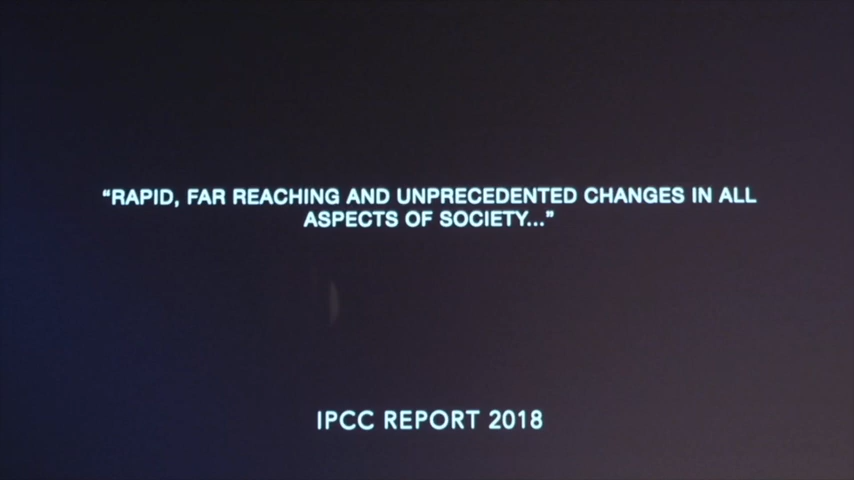 “RAPID, FAR REACHING AND UNPRECEDENTED CHANGES IN ALL
ASPECTS OF SOCIETY...”
IPCC REPORT 2018